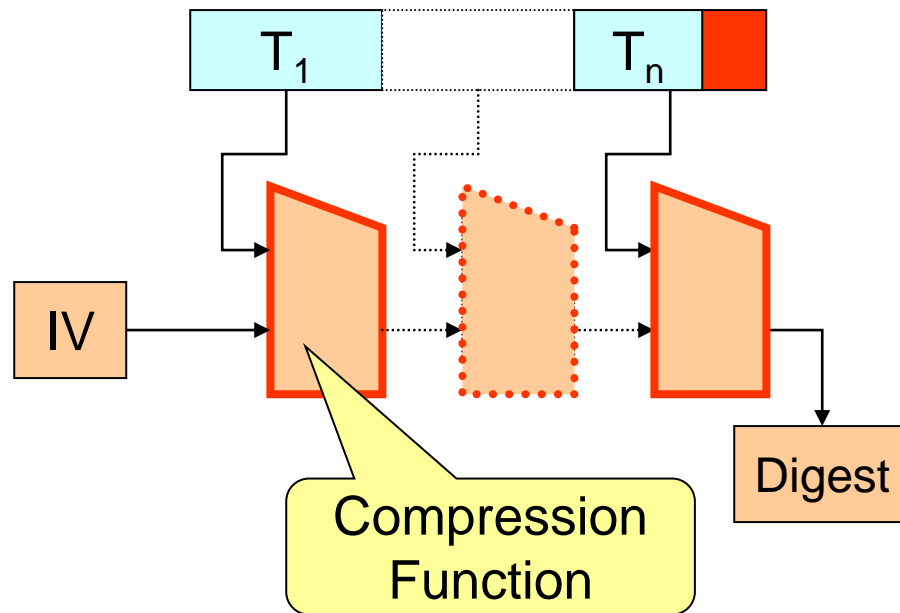 T1
Tn
IV
Digest
Compression
Function